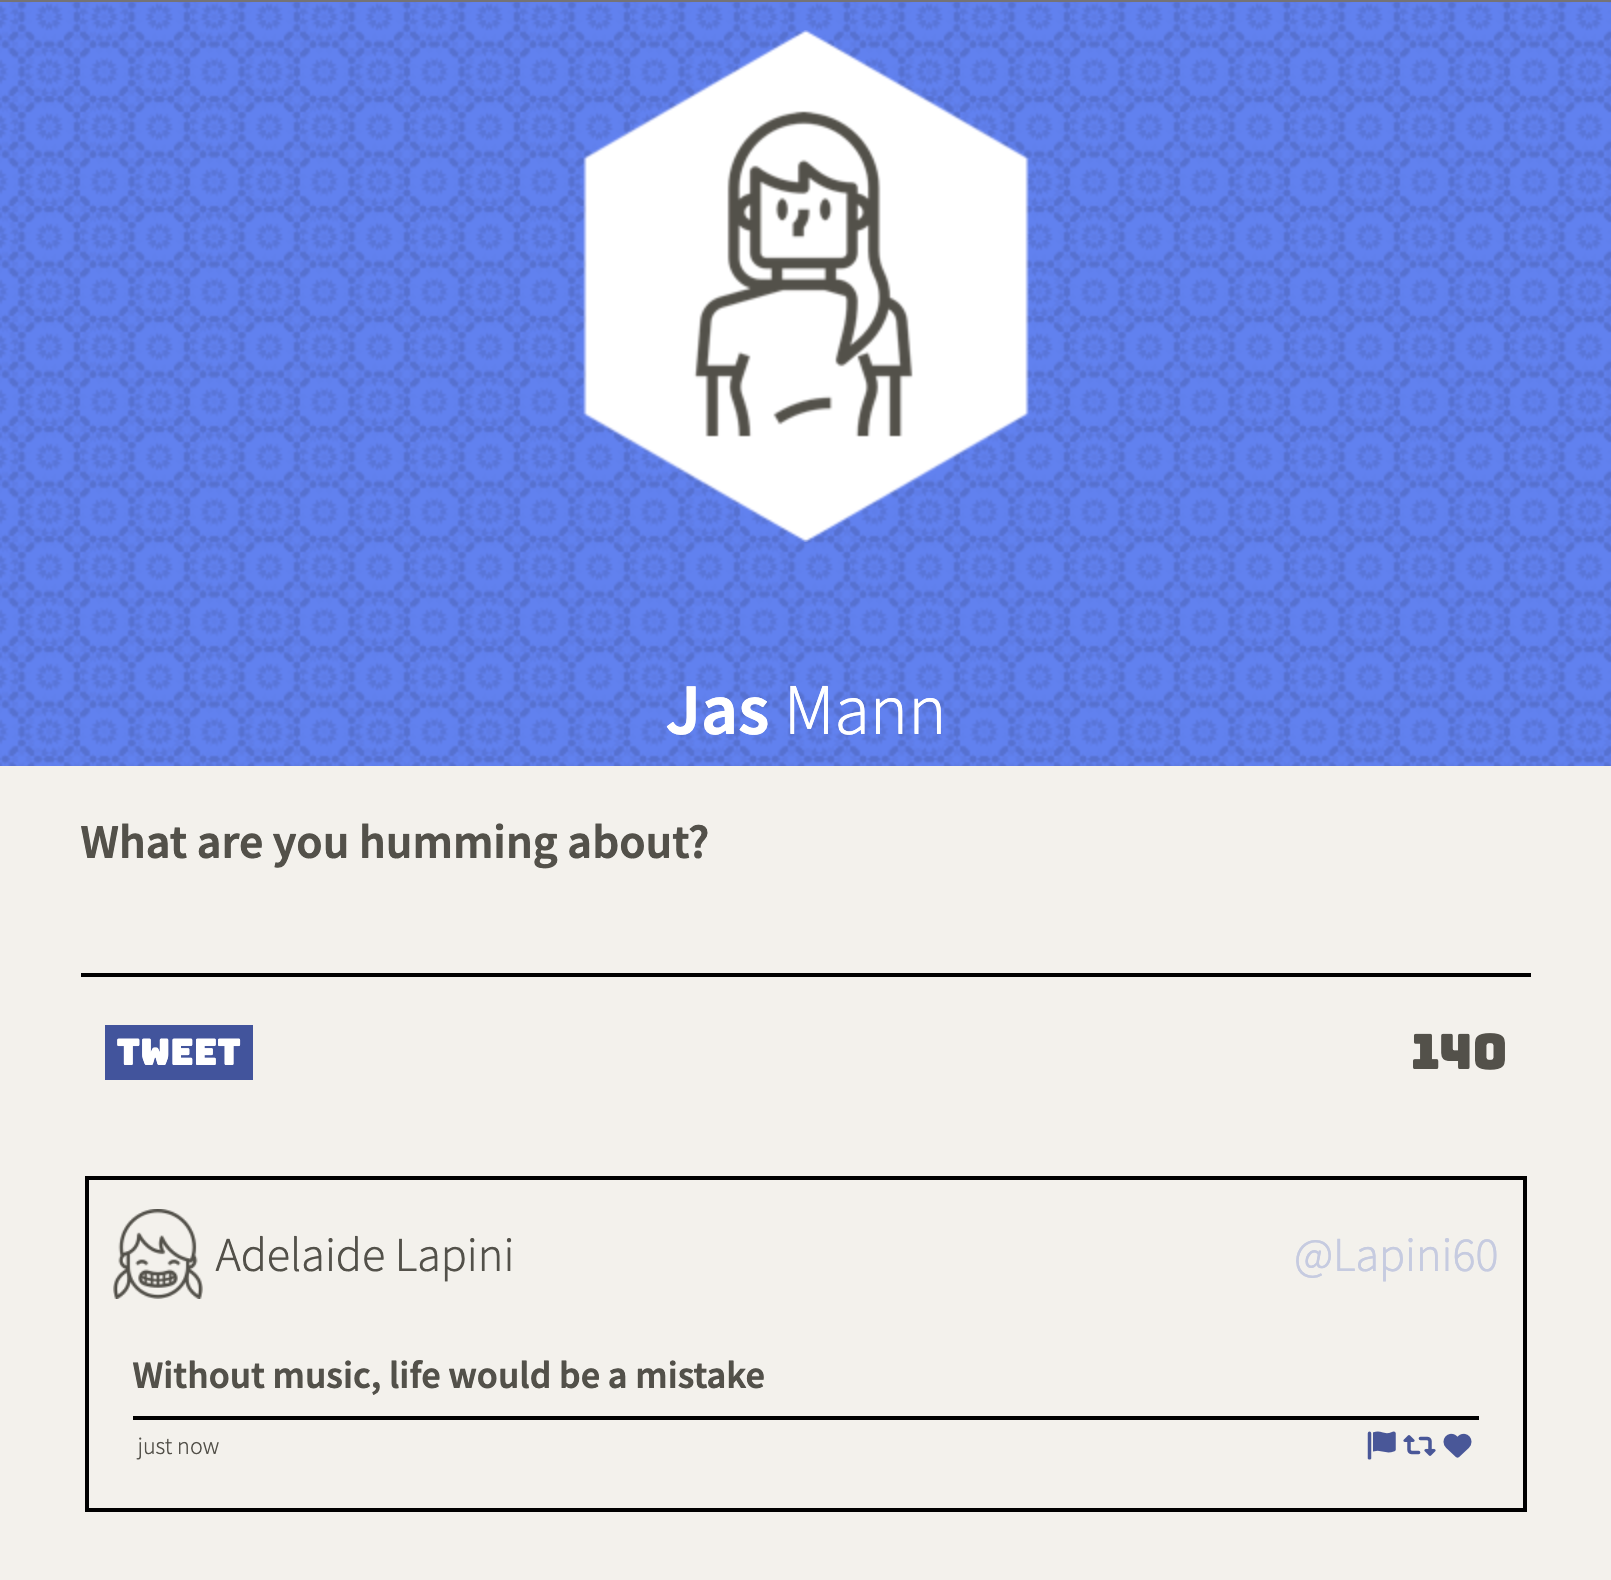 Jas Mann
What are you humming about?
TWEET
140
Adelaide Lapini
@Lapini60
Without music, life would be a mistake
just now